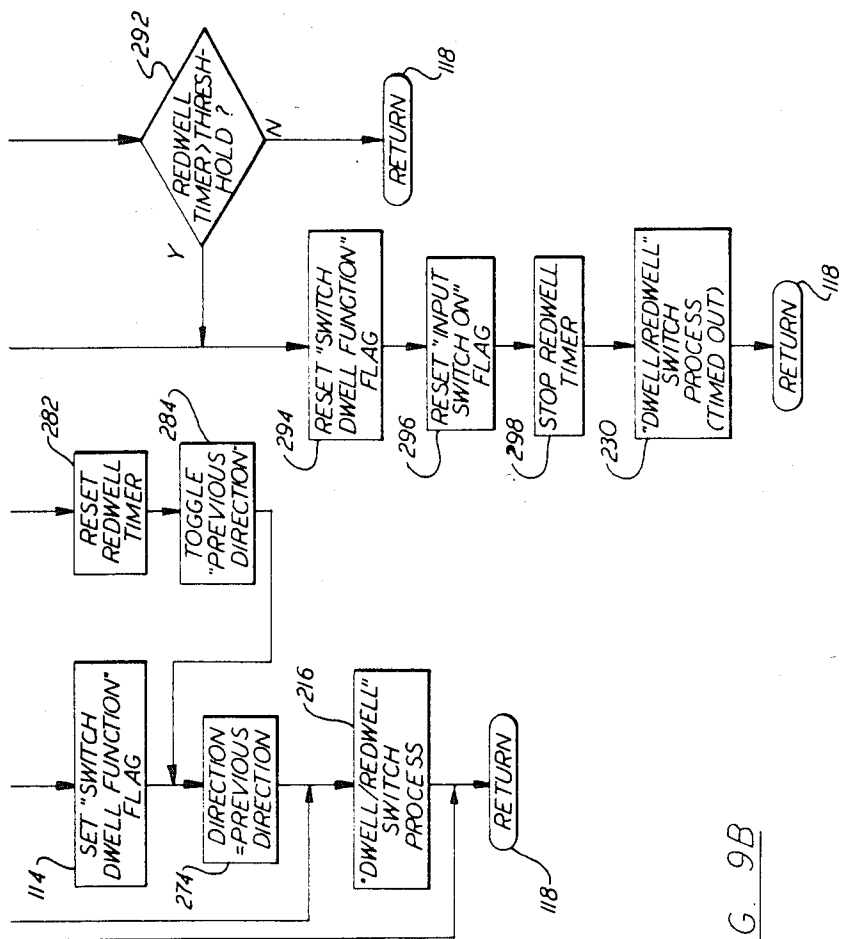 114
SET "SWITCH
DWELL FUNCTION"
FLAG
274
DIRECTION
=PREVIOUS
DIRECTION
216
"DWELL/REDWELL"
SWITCH
PROCESS
118
RETURN
282
RESET
REDWELL
TIMER
284
TOGGLE
"PREVIOUS
DIRECTION"
292
REDWELL
TIMER>THRESH-
HOLD ?
Y
N
RETURN
118
294
RESET "SWITCH
DWELL FUNCTION"
FLAG
296
RESET "INPUT
SWITCH ON"
FLAG
298
STOP REDWELL
TIMER
230
"DWELL/REDWELL"
SWITCH
PROCESS
(TIMED OUT)
RETURN
118
G. 9B